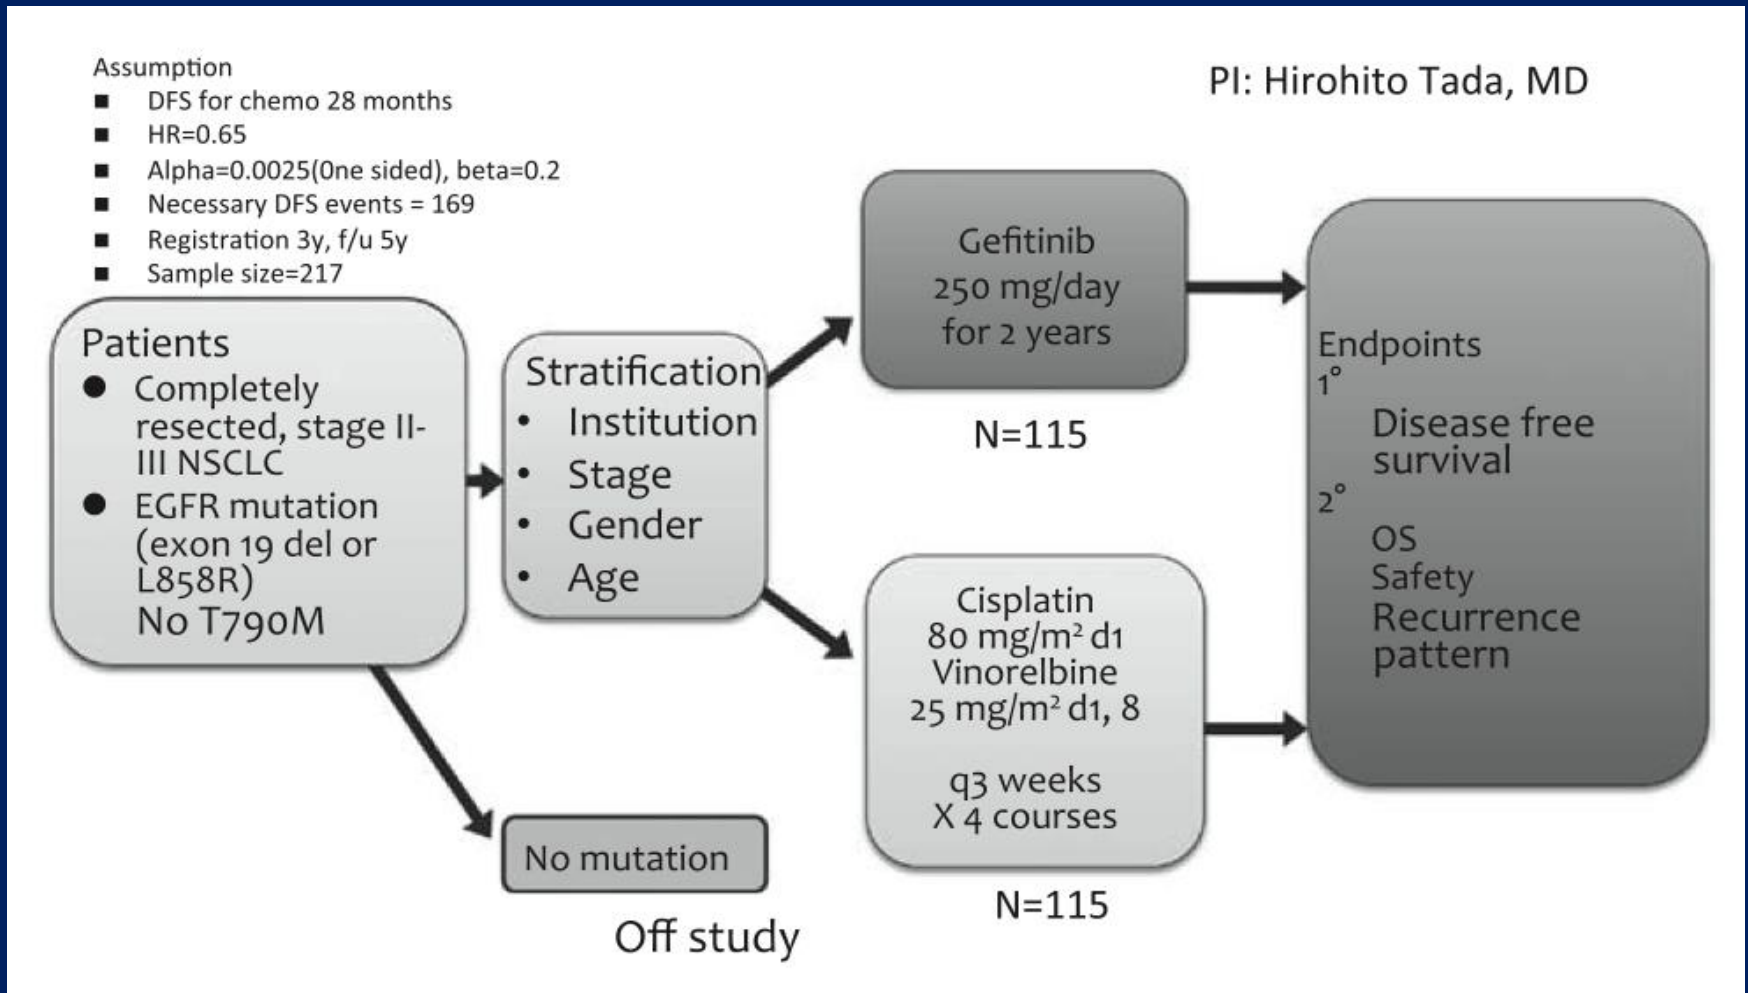 Assumption
■ DFS for chemo 28 months
■ HR=0.65
■ Alpha=0.0025(0ne sided), beta=0.2
■ Necessary DFS events = 169
■ Registration 3y, f/u 5y
■ Sample size=217
PI: Hirohito Tada, MD
Patients
● Completely
resected, stage II-
III NSCLC
● EGFR mutation
(exon 19 del or
L858R)
No T790M
Stratification
• Institution
• Stage
• Gender
• Age
Gefitinib
250 mg/day
for 2 years
N=115
Cisplatin
80 mg/m² d1
Vinorelbine
25 mg/m² d1, 8
q3 weeks
X 4 courses
N=115
Endpoints
1°
Disease free
survival
2°
OS
Safety
Recurrence
pattern
No mutation
Off study